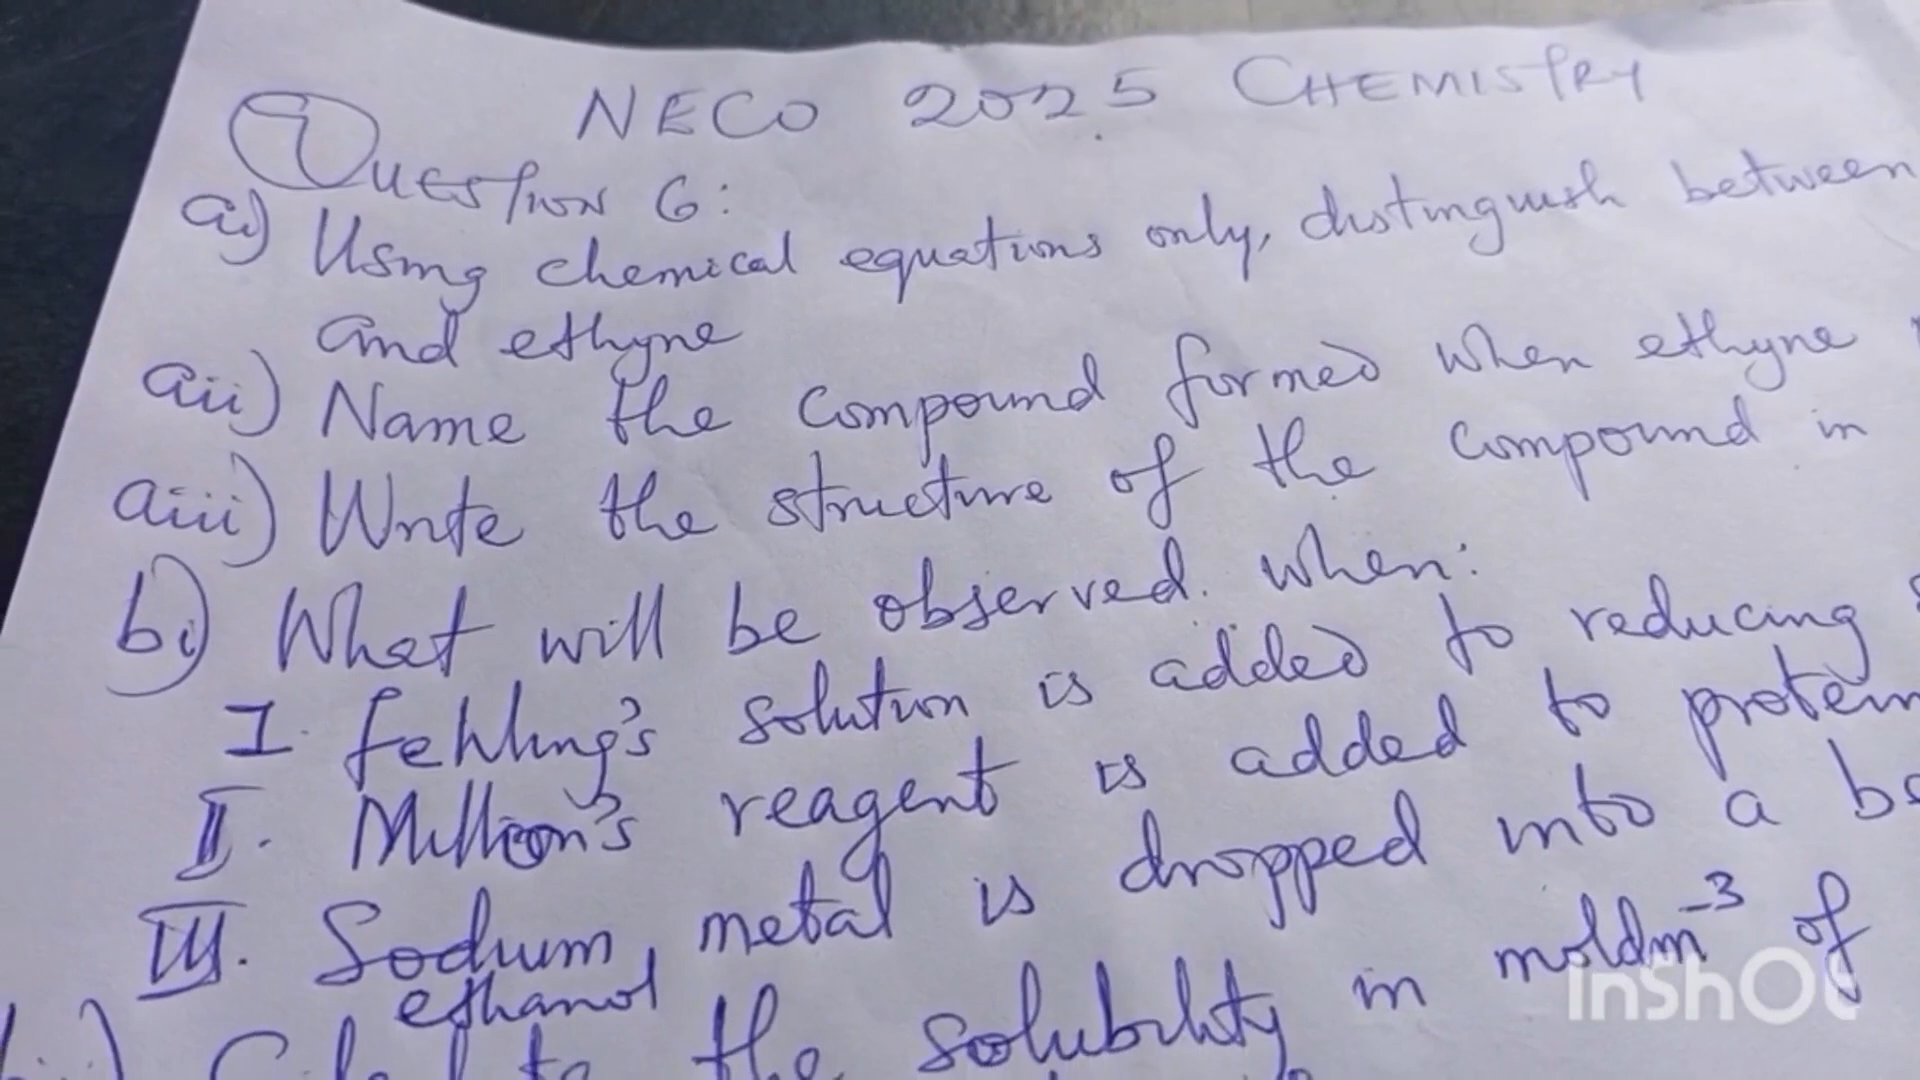 NECO 2025 CHEMISTRY
Question 6:
ai) Using chemical equations only, distinguish between
and ethyne
aii) Name the compound formed when ethyne
aiii) Write the structure of the compound in
bi) What will be observed when:
I. Fehling's solution is added to reducing
II. Millon's reagent is added to protein
III. Sodium metal is dropped into a
ethanol
the solubility in moldm⁻³ of
InShOt